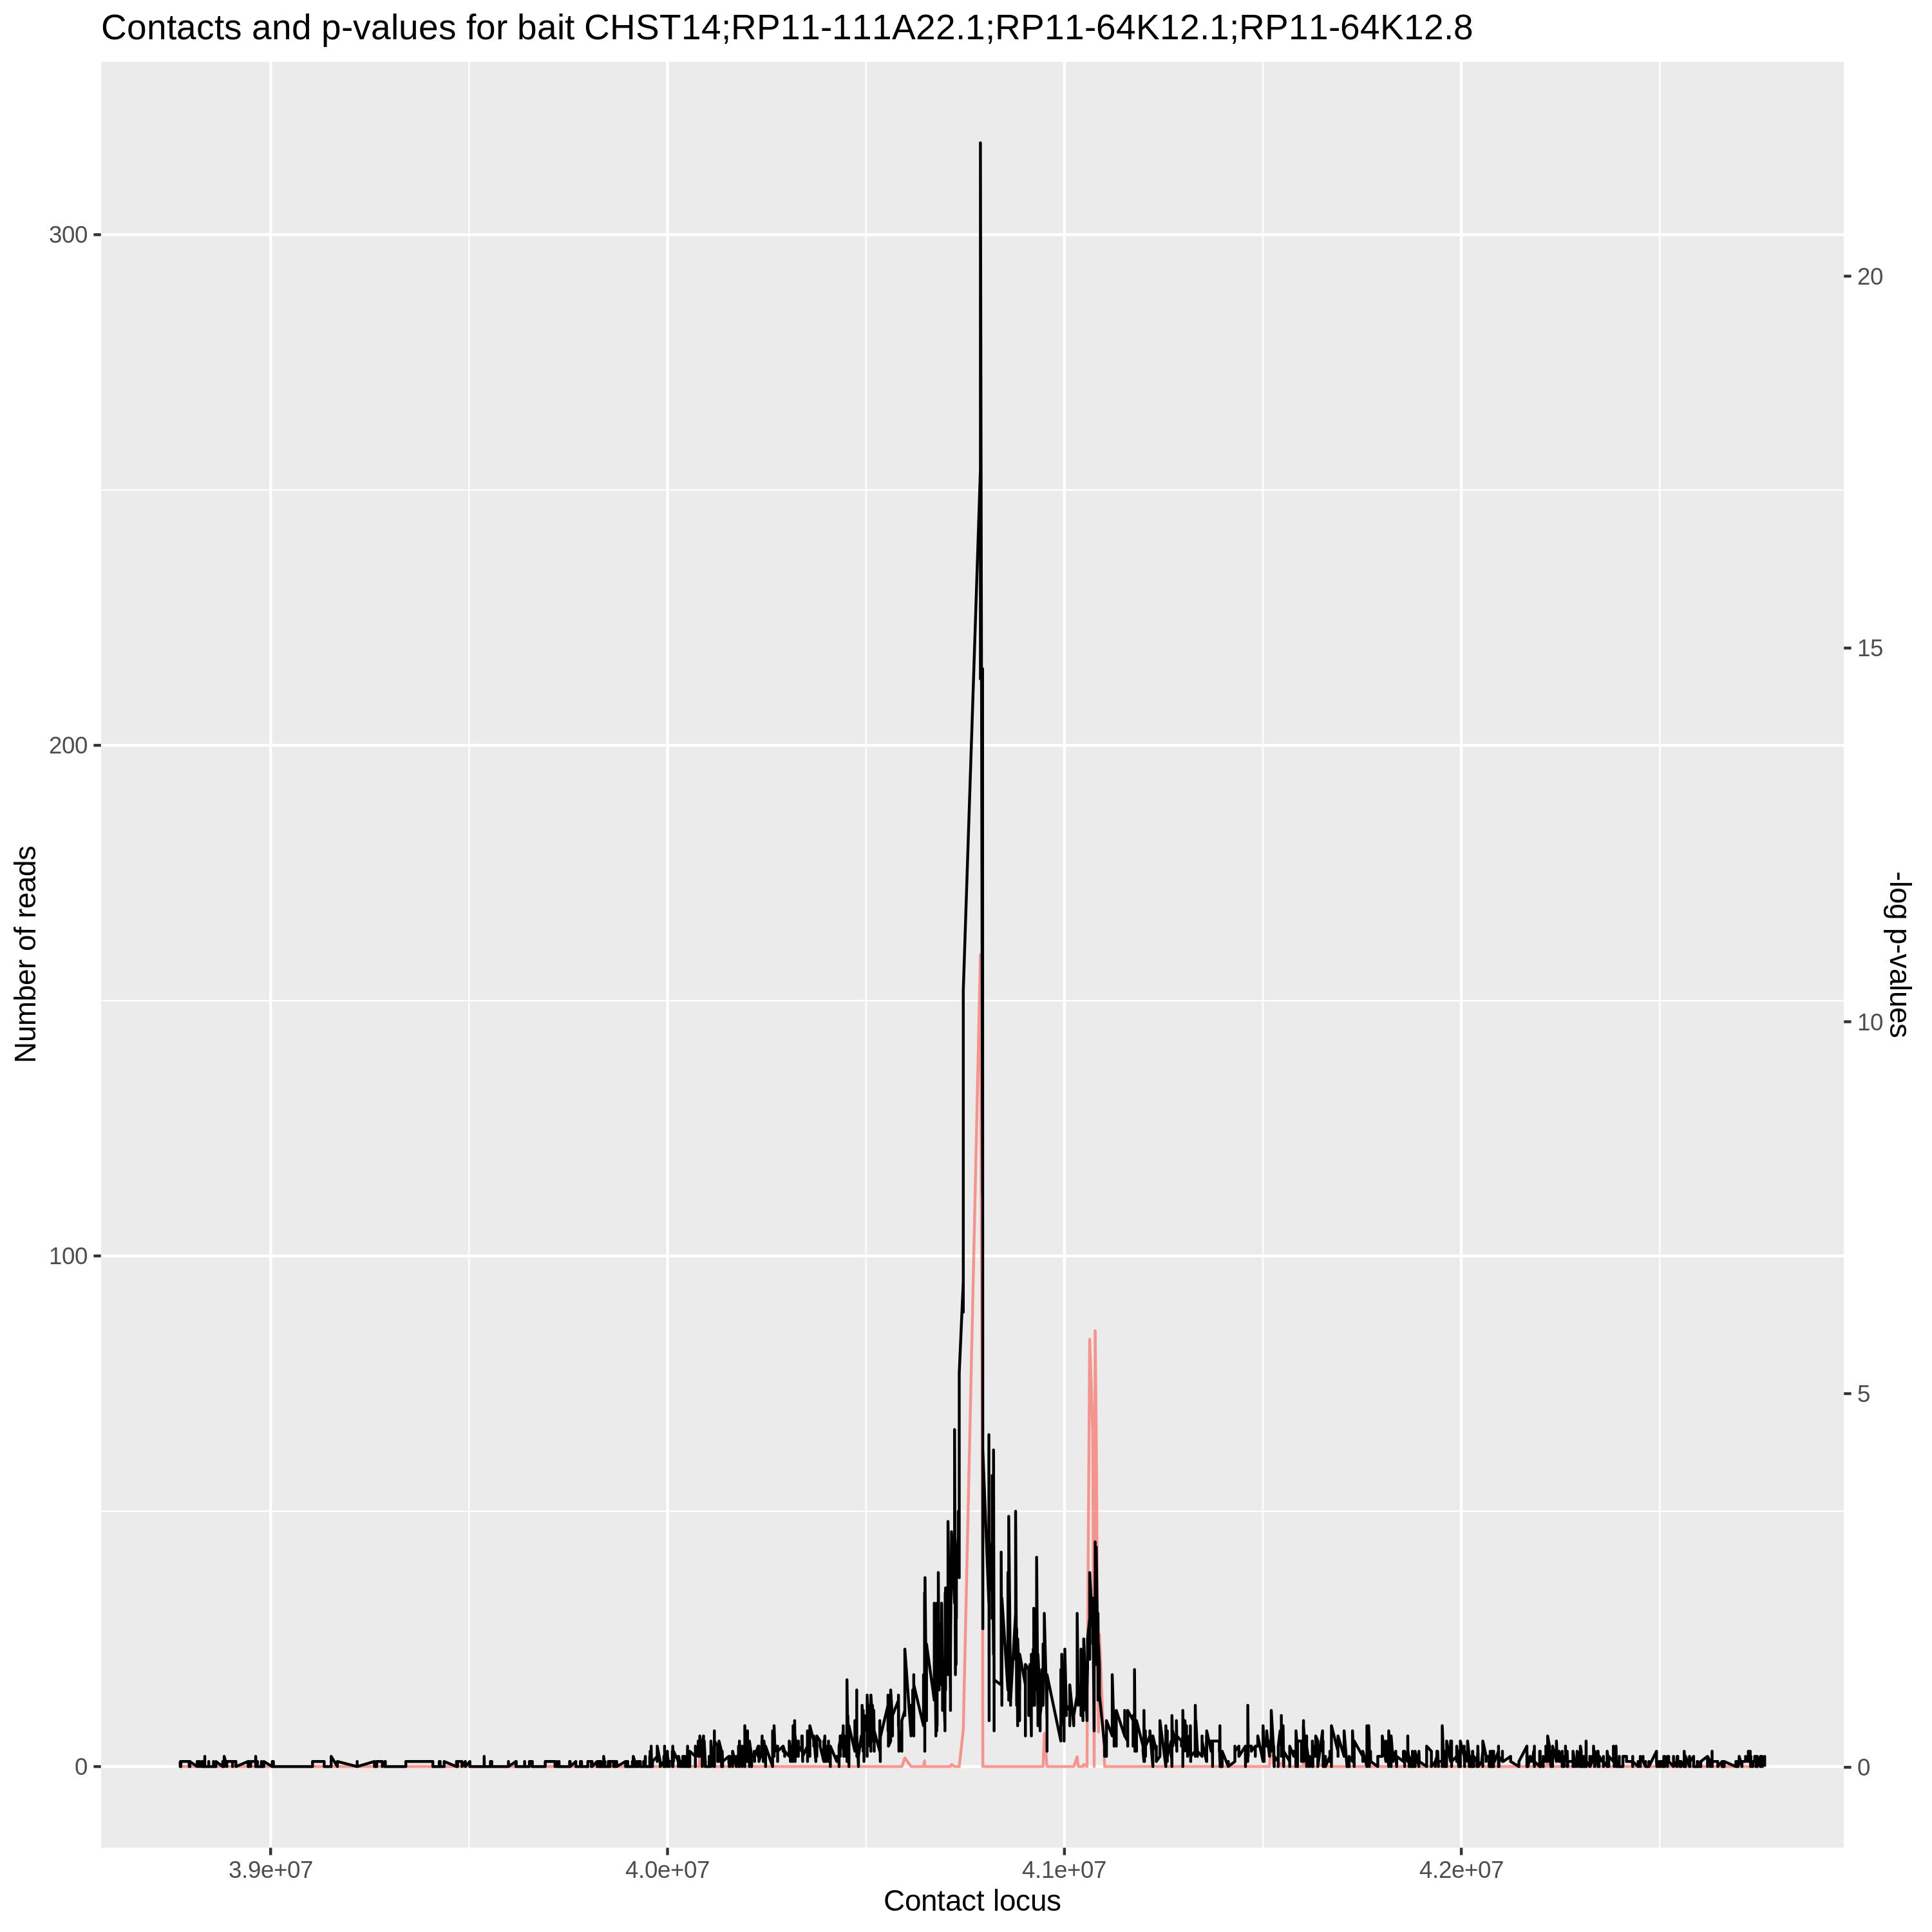 Contacts and p-values for bait CHST14;RP11-111A22.1;RP11-64K12.1;RP11-64K12.8
300
200
100
0
Number of reads
20
15
10
5
0
-log p-values
3.9e+07
4.0e+07
4.1e+07
4.2e+07
Contact locus